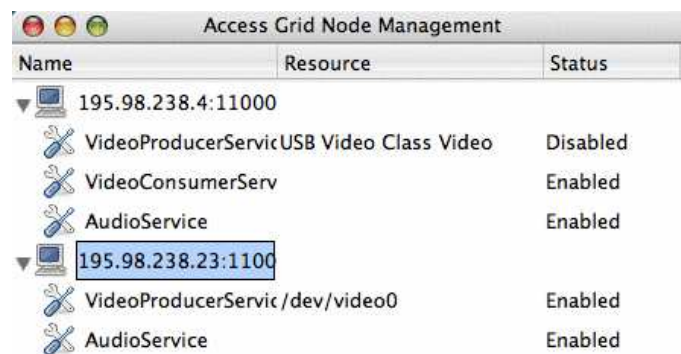 Access Grid Node Management
Name Resource Status
195.98.238.4:11000
VideoProducerServic USB Video Class Video Disabled
VideoConsumerServ Enabled
AudioService Enabled
195.98.238.23:1100
VideoProducerServic /dev/video0 Enabled
AudioService Enabled